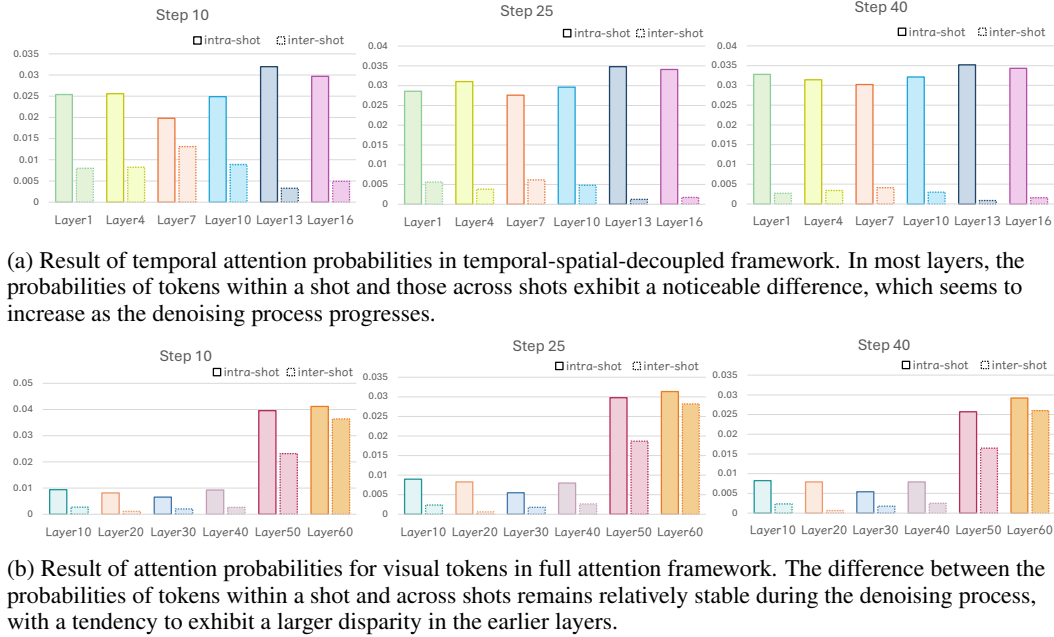 Step 10
intra-shot inter-shot
0.035
0.03
0.025
0.02
0.015
0.01
0.005
0
Layer1 Layer4 Layer7 Layer10 Layer13 Layer16
Step 25
intra-shot inter-shot
0.04
0.035
0.03
0.025
0.02
0.015
0.01
0.005
0
Layer1 Layer4 Layer7 Layer10 Layer13 Layer16
Step 40
intra-shot inter-shot
0.04
0.035
0.03
0.025
0.02
0.015
0.01
0.005
0
Layer1 Layer4 Layer7 Layer10 Layer13 Layer16
(a) Result of temporal attention probabilities in temporal-spatial-decoupled framework. In most layers, the
probabilities of tokens within a shot and those across shots exhibit a noticeable difference, which seems to
increase as the denoising process progresses.
Step 10
intra-shot inter-shot
0.05
0.04
0.03
0.02
0.01
0
Layer10 Layer20 Layer30 Layer40 Layer50 Layer60
Step 25
intra-shot inter-shot
0.035
0.03
0.025
0.02
0.015
0.01
0.005
0
Layer10 Layer20 Layer30 Layer40 Layer50 Layer60
Step 40
intra-shot inter-shot
0.035
0.03
0.025
0.02
0.015
0.01
0.005
0
Layer10 Layer20 Layer30 Layer40 Layer50 Layer60
(b) Result of attention probabilities for visual tokens in full attention framework. The difference between the
probabilities of tokens within a shot and across shots remains relatively stable during the denoising process,
with a tendency to exhibit a larger disparity in the earlier layers.